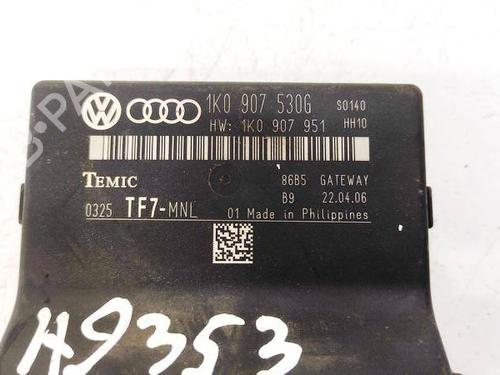 1K0 907 530G S0140
HW: 1K0 907 951 HH10
TEMIC 86B5 GATEWAY
B9 22.04.06
0325 TF7-MNL 01 Made in Philippines
H9353